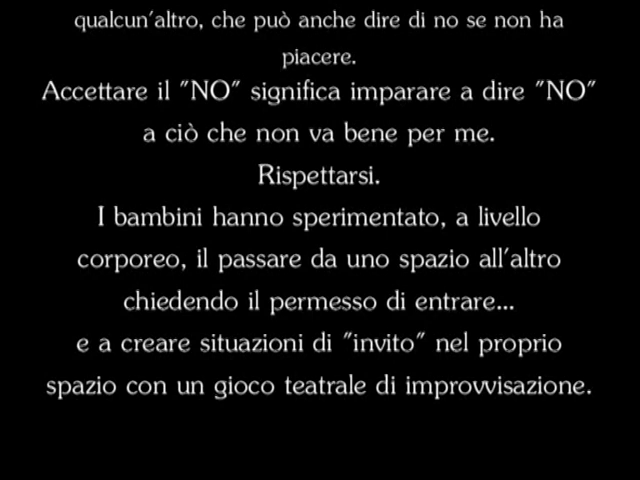 qualcun'altro, che può anche dire di no se non ha
piacere.
Accettare il "NO" significa imparare a dire "NO"
a ciò che non va bene per me.
Rispettarsi.
I bambini hanno sperimentato, a livello
corporeo, il passare da uno spazio all'altro
chiedendo il permesso di entrare...
e a creare situazioni di "invito" nel proprio
spazio con un gioco teatrale di improvvisazione.